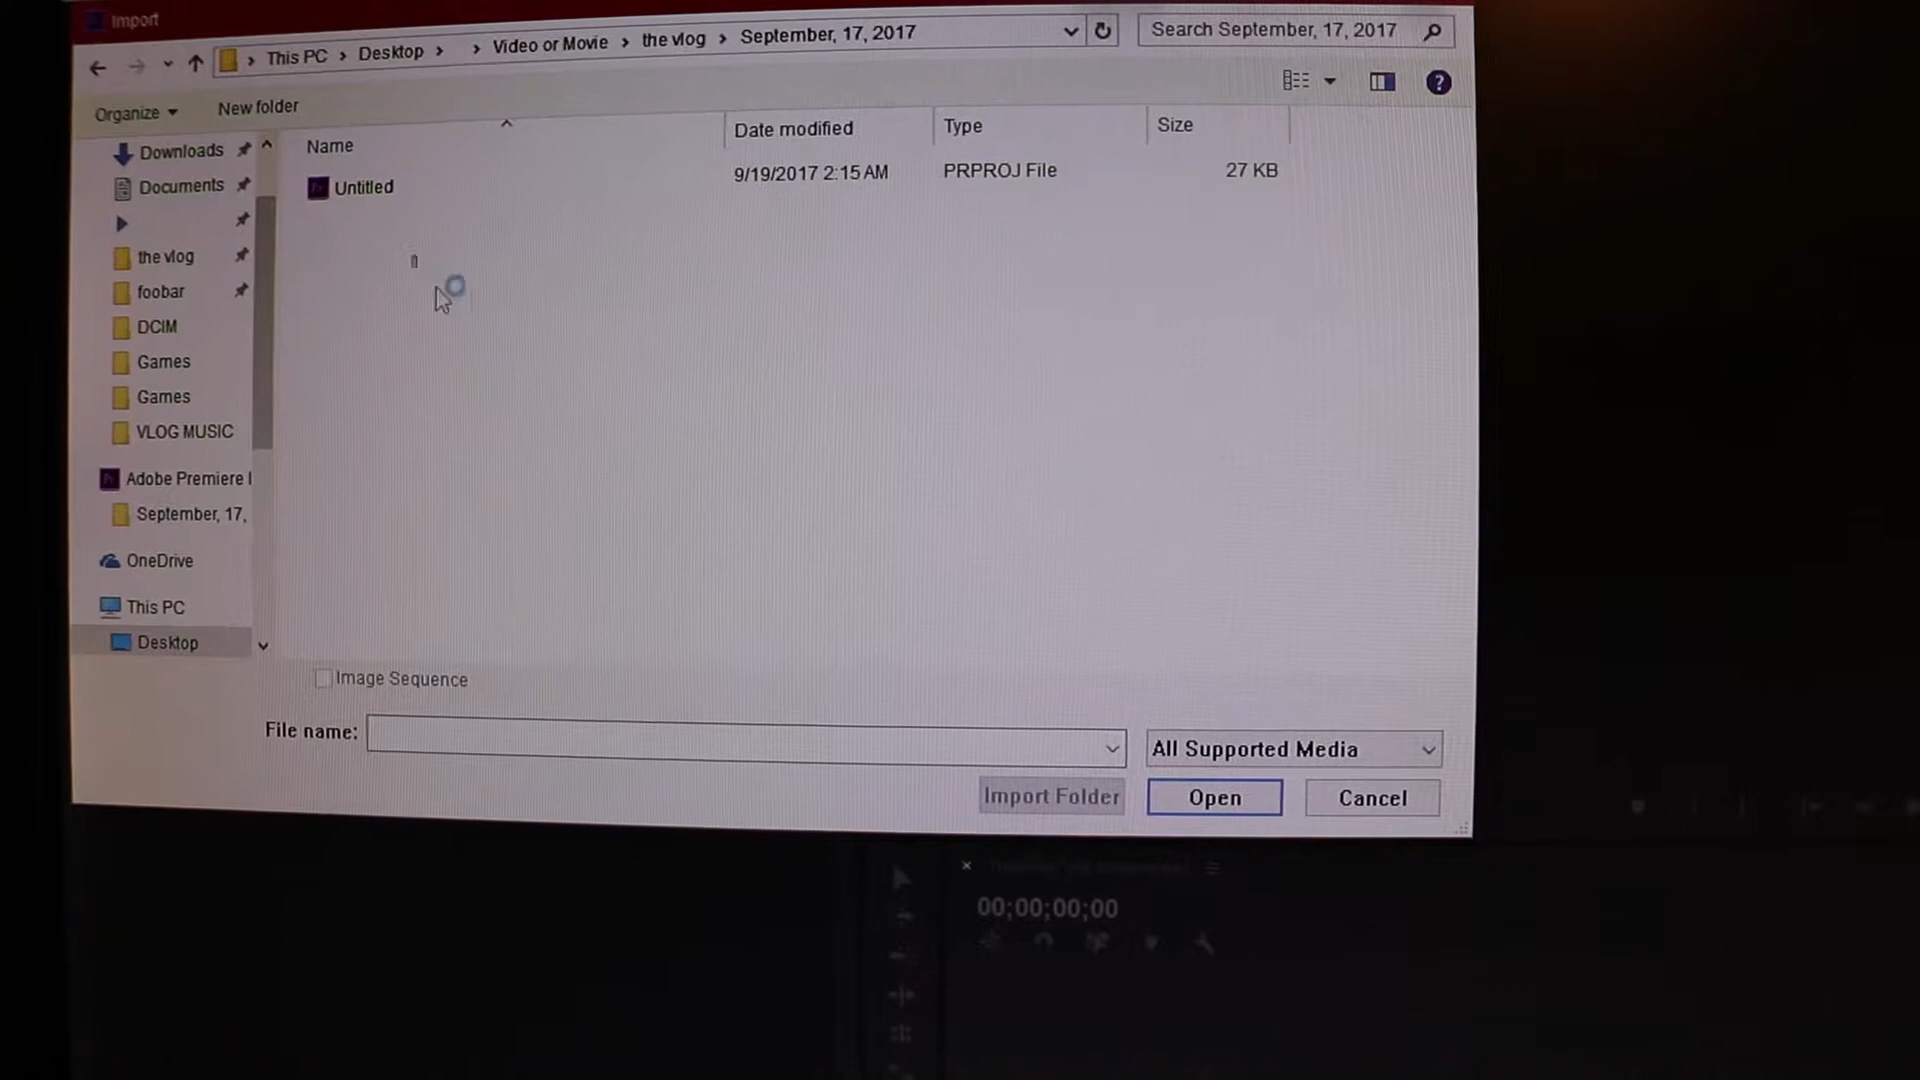 Import
This PC > Desktop > > Video or Movie > the vlog > September, 17, 2017
Search September, 17, 2017
Organize
New folder
?
Name
Date modified
Type
Size
Untitled
9/19/2017 2:15 AM
PRPROJ File
27 KB
Downloads
Documents
the vlog
foobar
DCIM
Games
Games
VLOG MUSIC
Adobe Premiere
September, 17,
OneDrive
This PC
Desktop
Image Sequence
File name:
All Supported Media
Import Folder
Open
Cancel
00;00;00;00